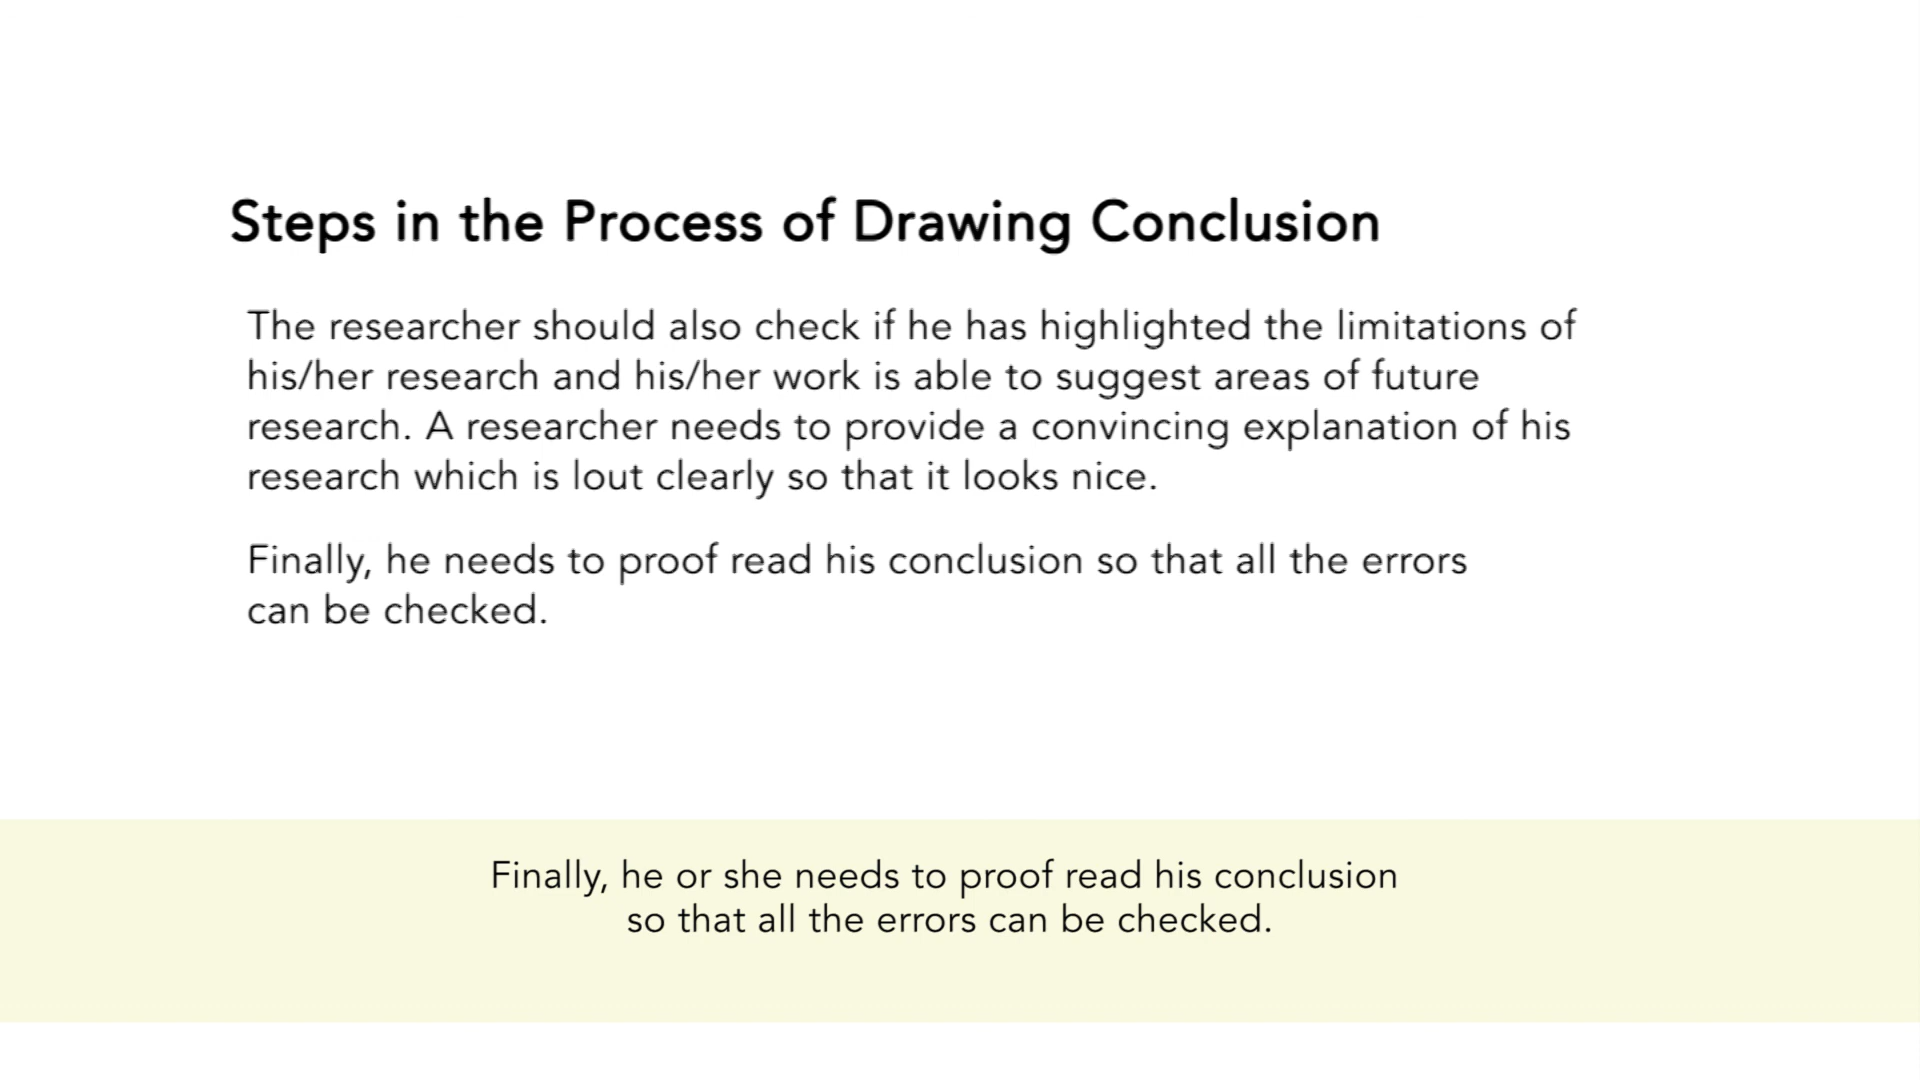 Steps in the Process of Drawing Conclusion
The researcher should also check if he has highlighted the limitations of
his/her research and his/her work is able to suggest areas of future
research. A researcher needs to provide a convincing explanation of his
research which is lout clearly so that it looks nice.
Finally, he needs to proof read his conclusion so that all the errors
can be checked.
Finally, he or she needs to proof read his conclusion
so that all the errors can be checked.